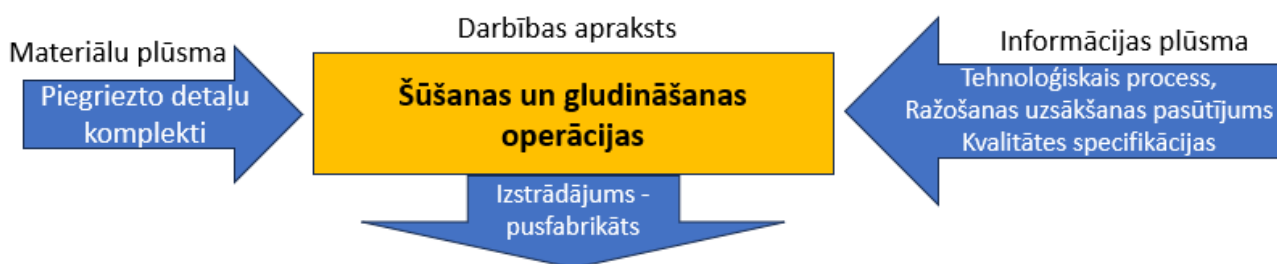 Materiālu plūsma
Piegriezto detaļu
komplekti
Darbības apraksts
Šūšanas un gludināšanas
operācijas
Informācijas plūsma
Tehnoloģiskais process,
Ražošanas uzsākšanas pasūtījums
Kvalitātes specifikācijas
Izstrādājums -
pusfabrikāts